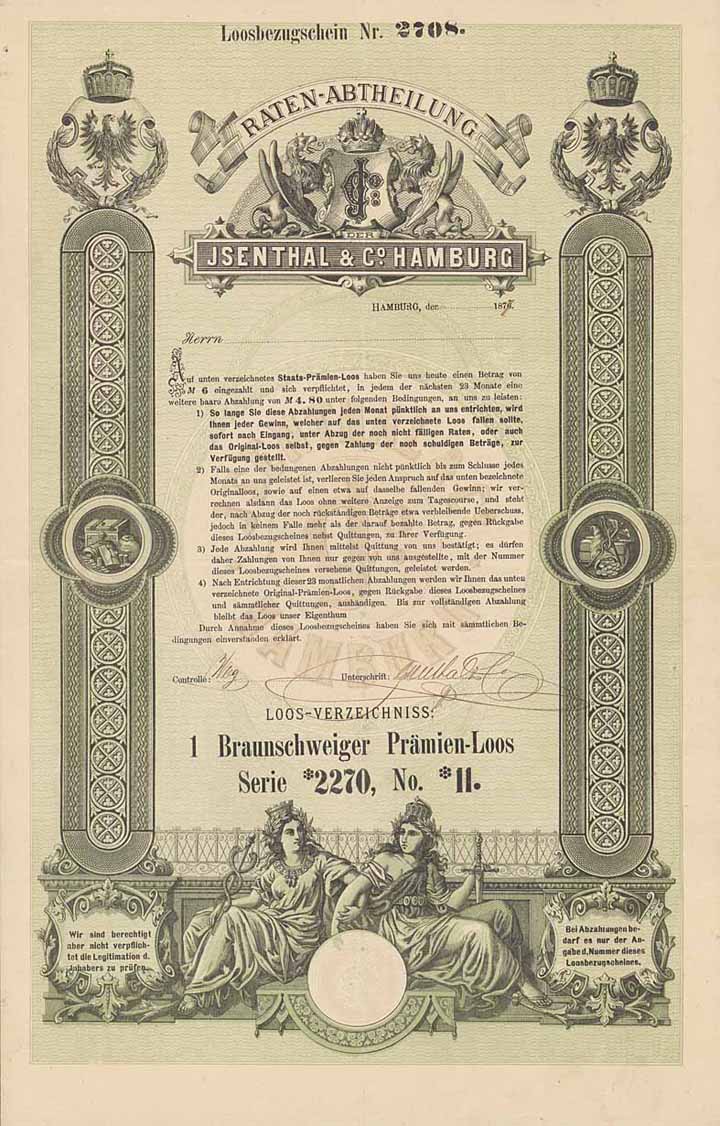 Loosbezugschein Nr. 2708.
RATEN-ABTHEILUNG
DER
JSENTHAL & Co HAMBURG
HAMBURG, der 187
Herrn
Auf unten verzeichnetes Staats-Prämien-Loos haben Sie uns heute einen Betrag von
M 6 eingezahlt und sich verpflichtet, in jedem der nächsten 23 Monate eine
weitere baare Abzahlung von M 4.80 unter folgenden Bedingungen, an uns zu leisten:
1) So lange Sie diese Abzahlungen jeden Monat pünktlich an uns entrichten, wird
Ihnen jeder Gewinn, welcher auf das unten verzeichnete Loos fallen sollte,
sofort nach Eingang, unter Abzug der noch nicht fälligen Raten, oder auch
das Original-Loos selbst, gegen Zahlung der noch schuldigen Beträge, zur
Verfügung gestellt.
2) Falls eine der bedungenen Abzahlungen nicht pünktlich bis zum Schlusse jedes
Monats an uns geleistet ist, verlieren Sie jeden Anspruch auf das unten bezeichnete
Originalloos, sowie auf einen etwa auf dasselbe fallenden Gewinn; wir ver-
rechnen alsdann das Loos ohne weitere Anzeige zum Tagescourse, und steht
der, nach Abzug der noch rückständigen Beträge etwa verbleibende Ueberschuss,
jedoch in keinem Falle mehr als der darauf bezahlte Betrag, gegen Rückgabe
dieses Loosbezugscheines nebst Quittungen, zu Ihrer Verfügung.
3) Jede Abzahlung wird Ihnen mittelst Quittung von uns bestätigt; es dürfen
daher Zahlungen von Ihnen nur gegen von uns ausgestellte, mit der Nummer
dieses Loosbezugscheines versehene Quittungen, geleistet werden.
4) Nach Entrichtung dieser 23 monatlichen Abzahlungen werden wir Ihnen das unten
verzeichnete Original-Prämien-Loos, gegen Rückgabe dieses Loosbezugscheines
und sämmtlicher Quittungen, aushändigen. Bis zur vollständigen Abzahlung
bleibt das Loos unser Eigenthum
Durch Annahme dieses Loosbezugscheines haben Sie sich mit sämmtlichen Be-
dingungen einverstanden erklärt.
Controlle: Unterschrift:
LOOS-VERZEICHNISS:
1 Braunschweiger Prämien-Loos
Serie *2270, No. *11.
Wir sind berechtigt
aber nicht verpflich-
tet die Legitimation d.
Inhabers zu prüfen.
Bei Abzahlungen be-
darf es nur der An-
gabe d. Nummer dieses
Loosbezugscheines.